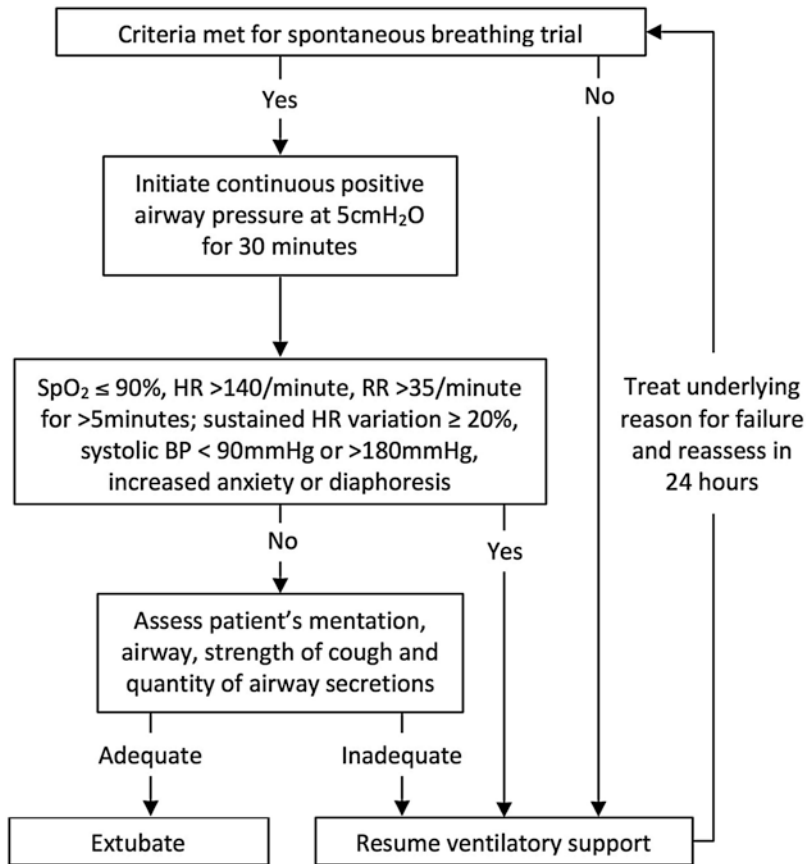 Criteria met for spontaneous breathing trial
Yes
No
Initiate continuous positive
airway pressure at 5cmH₂O
for 30 minutes
SpO₂ ≤ 90%, HR >140/minute, RR >35/minute
for >5minutes; sustained HR variation ≥ 20%,
systolic BP < 90mmHg or >180mmHg,
increased anxiety or diaphoresis
Treat underlying
reason for failure
and reassess in
24 hours
No
Yes
Assess patient’s mentation,
airway, strength of cough and
quantity of airway secretions
Adequate
Inadequate
Extubate
Resume ventilatory support